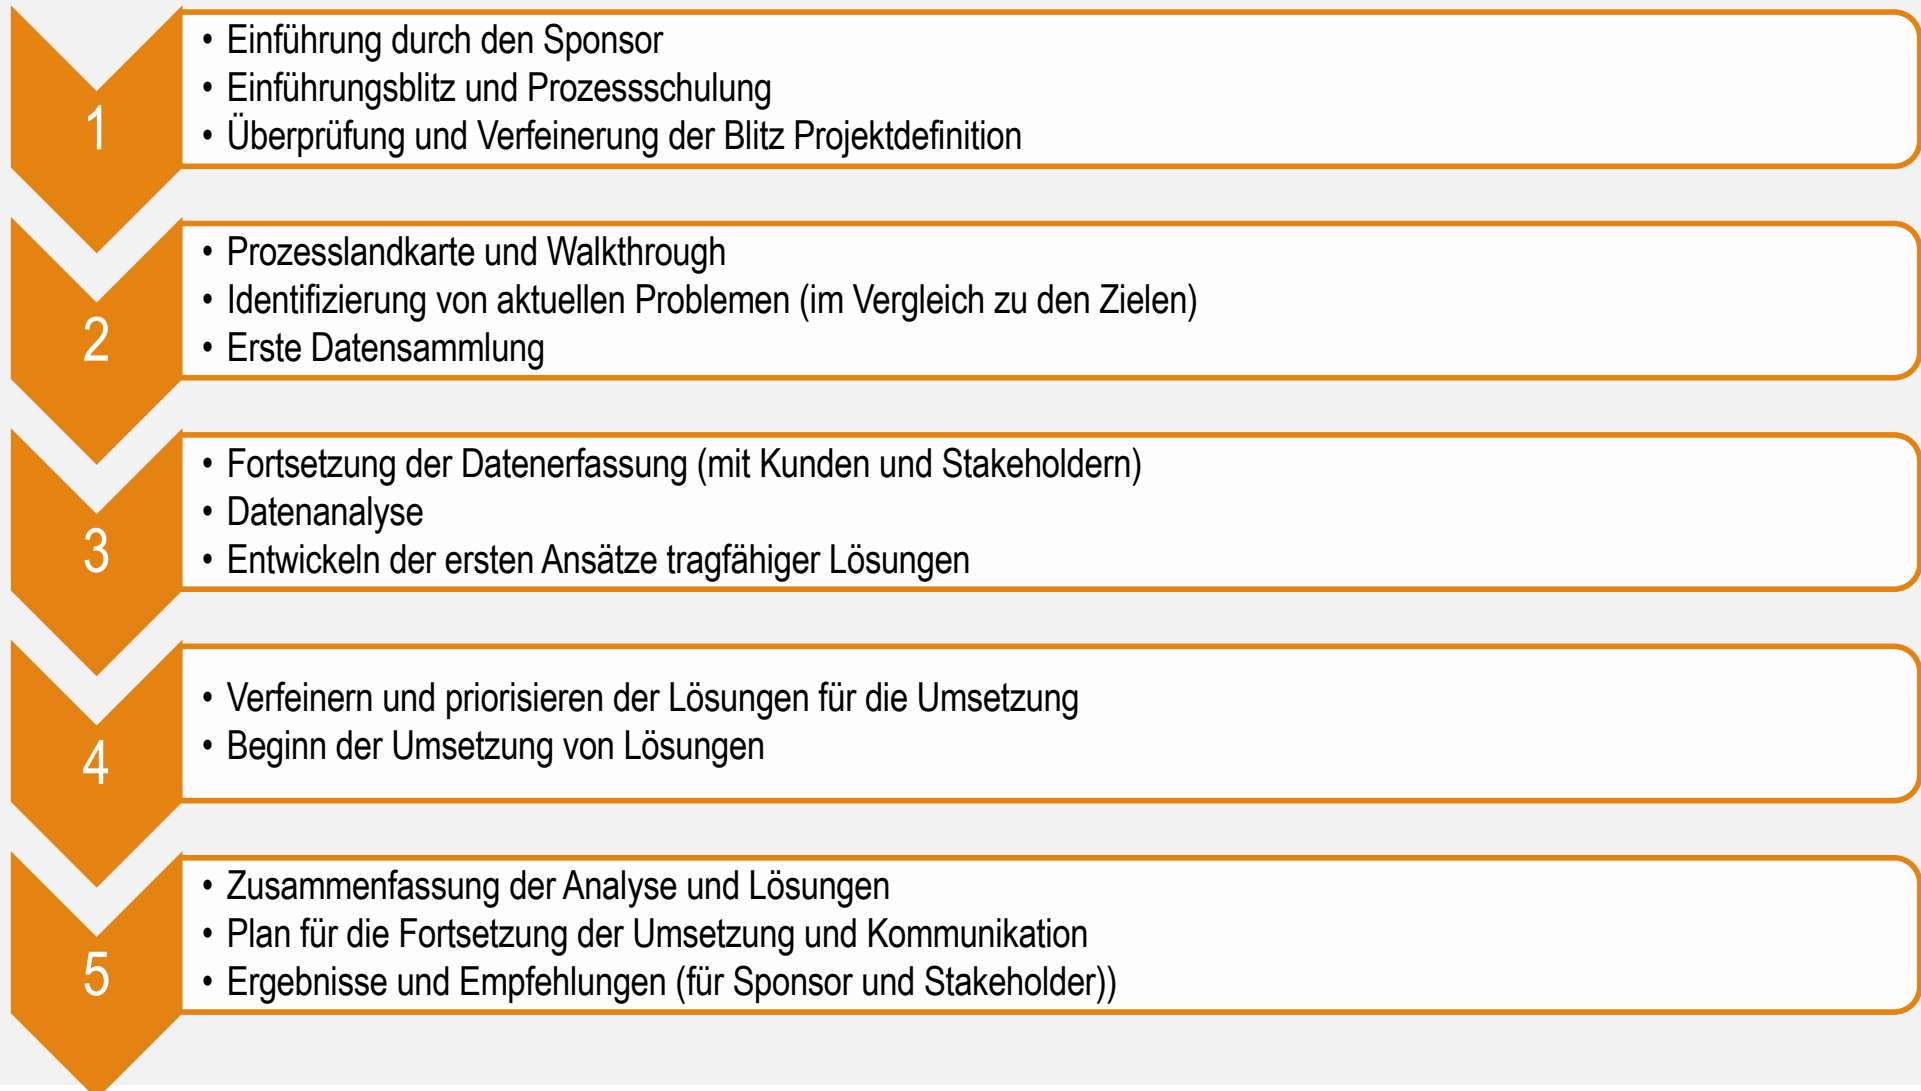 1
• Einführung durch den Sponsor
• Einführungsblitz und Prozessschulung
• Überprüfung und Verfeinerung der Blitz Projektdefinition
2
• Prozesslandkarte und Walkthrough
• Identifizierung von aktuellen Problemen (im Vergleich zu den Zielen)
• Erste Datensammlung
3
• Fortsetzung der Datenerfassung (mit Kunden und Stakeholdern)
• Datenanalyse
• Entwickeln der ersten Ansätze tragfähiger Lösungen
4
• Verfeinern und priorisieren der Lösungen für die Umsetzung
• Beginn der Umsetzung von Lösungen
5
• Zusammenfassung der Analyse und Lösungen
• Plan für die Fortsetzung der Umsetzung und Kommunikation
• Ergebnisse und Empfehlungen (für Sponsor und Stakeholder))